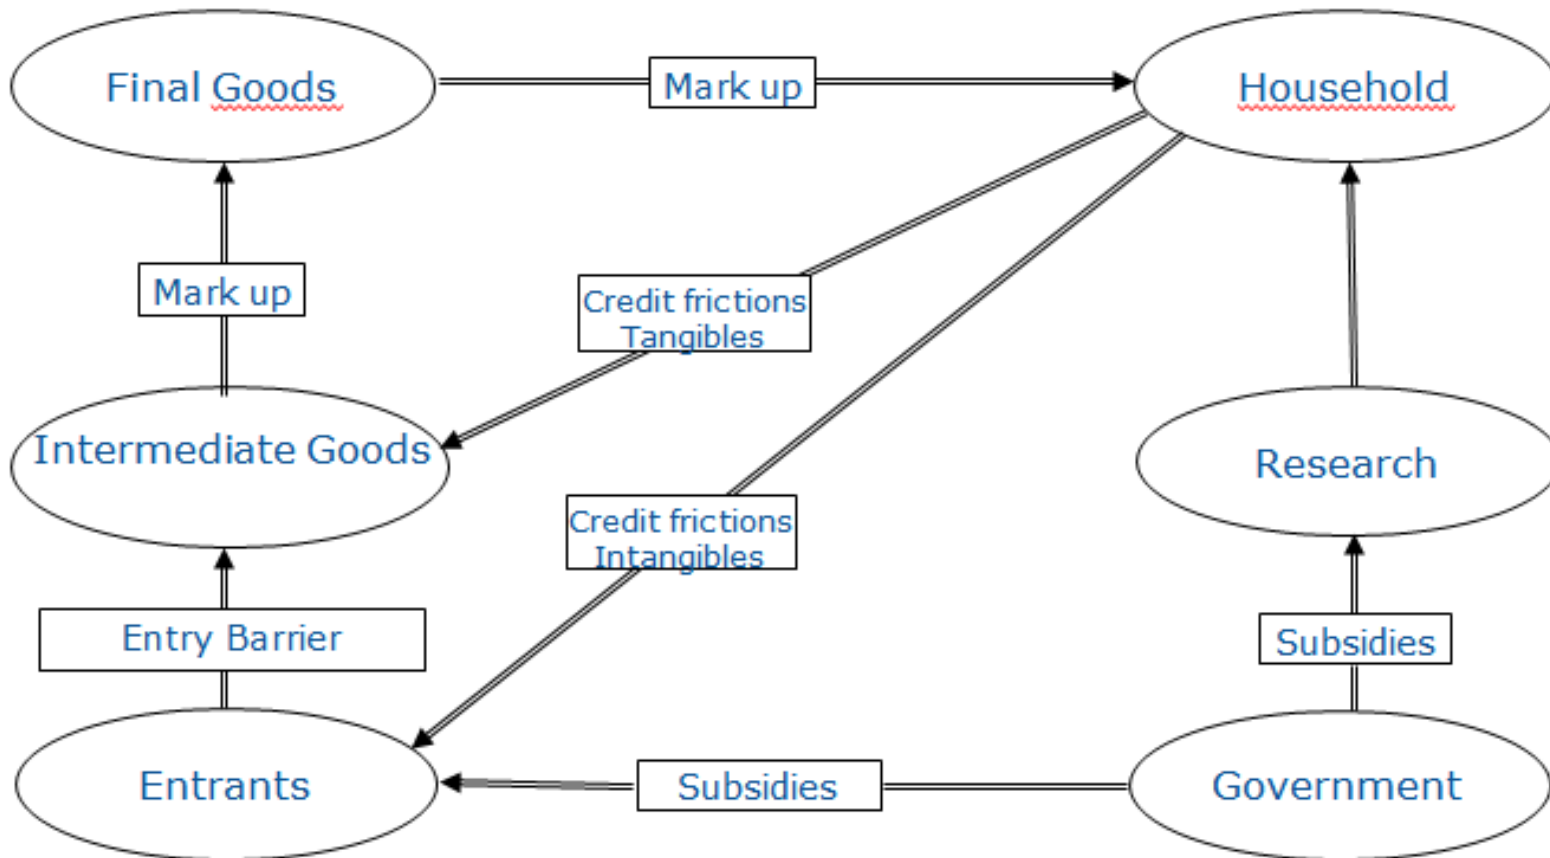 Final Goods
Mark up
Household
Mark up
Credit frictions
Tangibles
Intermediate Goods
Research
Credit frictions
Intangibles
Entry Barrier
Subsidies
Entrants
Subsidies
Government